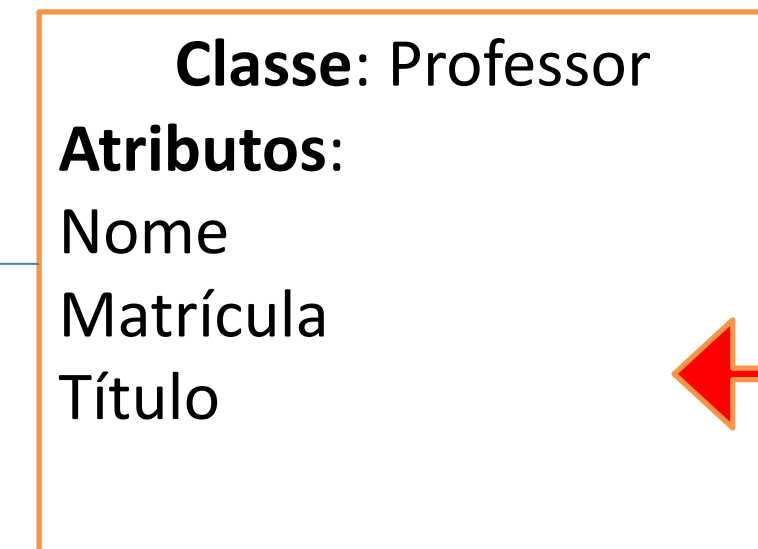 Classe: Professor
Atributos:
Nome
Matrícula
Título